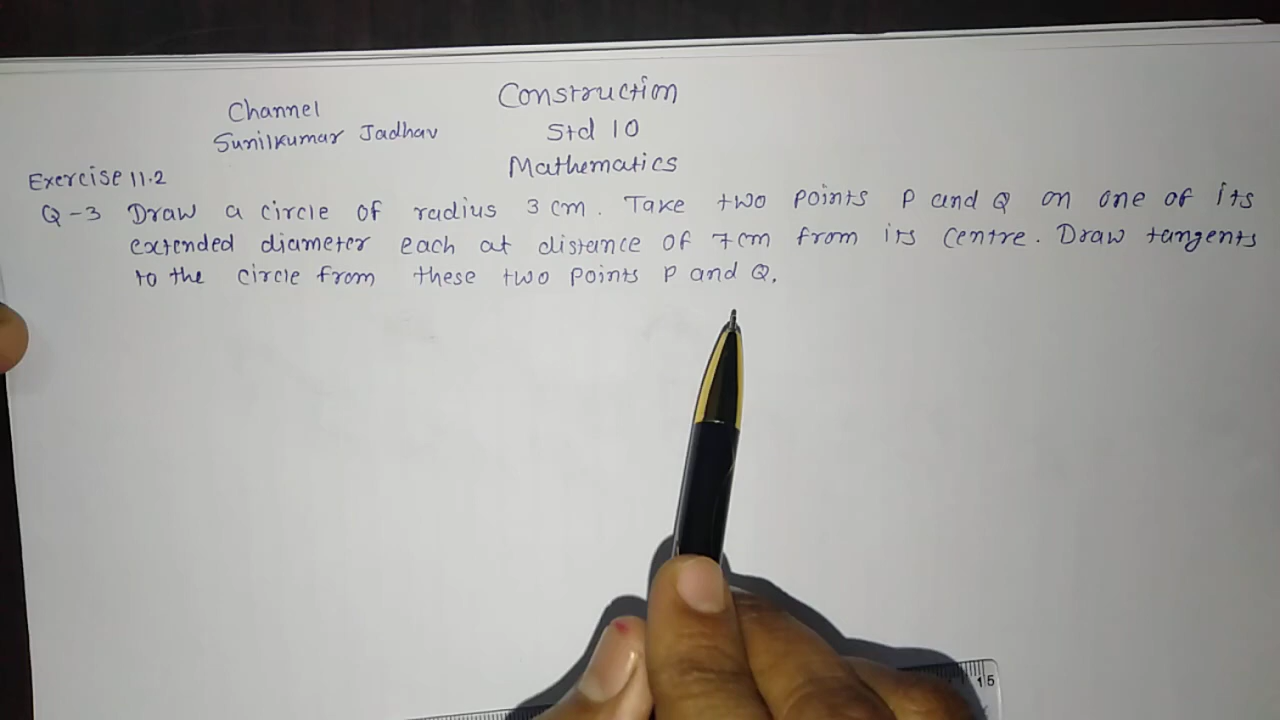 Construction
Channel
Sunilkumar Jadhav
Std 10
Mathematics
Exercise 11.2
Q-3 Draw a circle of radius 3 cm. Take two points P and Q on one of its
extended diameter each at distance of 7cm from its centre. Draw tangents
to the circle from these two points P and Q.
15